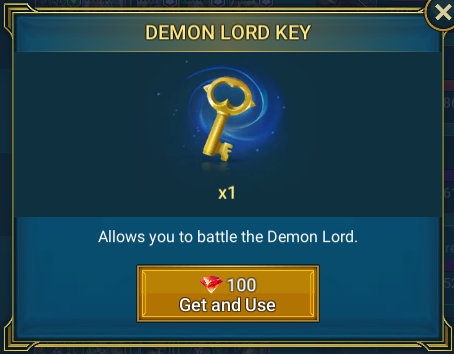 DEMON LORD KEY
x1
Allows you to battle the Demon Lord.
100
Get and Use